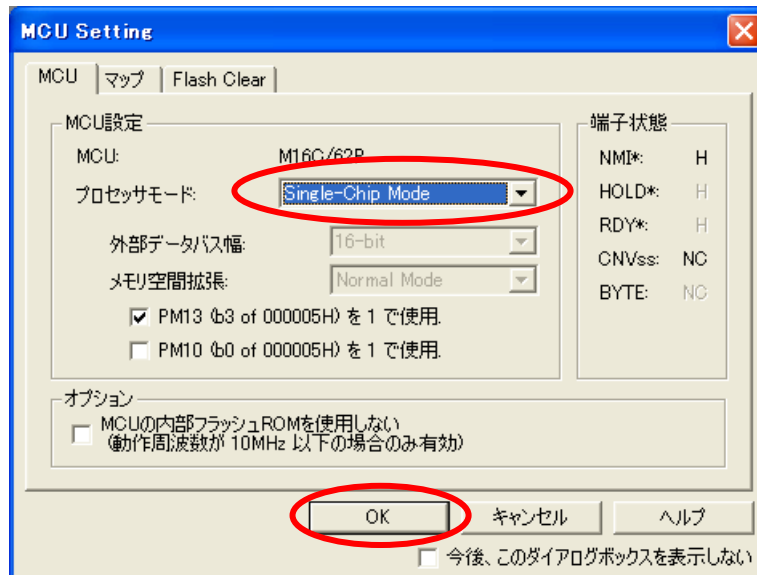 MCU Setting
MCU
マップ
Flash Clear
MCU設定
MCU:
M16C/62P
プロセッサモード:
Single-Chip Mode
外部データバス幅:
16-bit
メモリ空間拡張:
Normal Mode
PM13 (b3 of 000005H) を 1 で使用.
PM10 (b0 of 000005H) を 1 で使用.
端子状態
NMI*: H
HOLD*: H
RDY*: H
CNVss: NC
BYTE: NC
オプション
MCUの内部フラッシュROMを使用しない
(動作周波数が 10MHz 以下の場合のみ有効)
OK
キャンセル
ヘルプ
今後、このダイアログボックスを表示しない